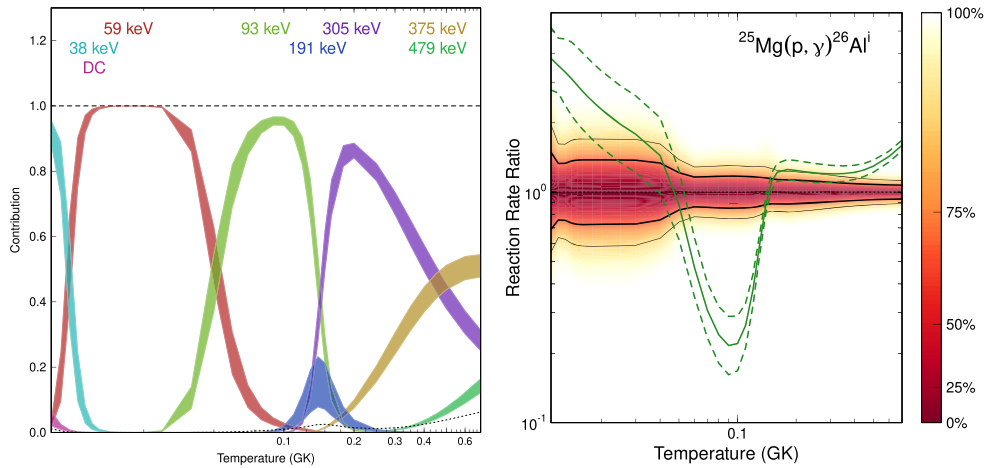 59 keV 93 keV 305 keV 375 keV
38 keV 191 keV 479 keV
DC
1.2
1.0
0.8
0.6
0.4
0.2
0.0
Contribution
0.1 0.2 0.3 0.4 0.6
Temperature (GK)
²⁵Mg(p, γ)²⁶Alⁱ
Reaction Rate Ratio
10⁰
10⁻¹
0.1
Temperature (GK)
100%
75%
50%
25%
0%